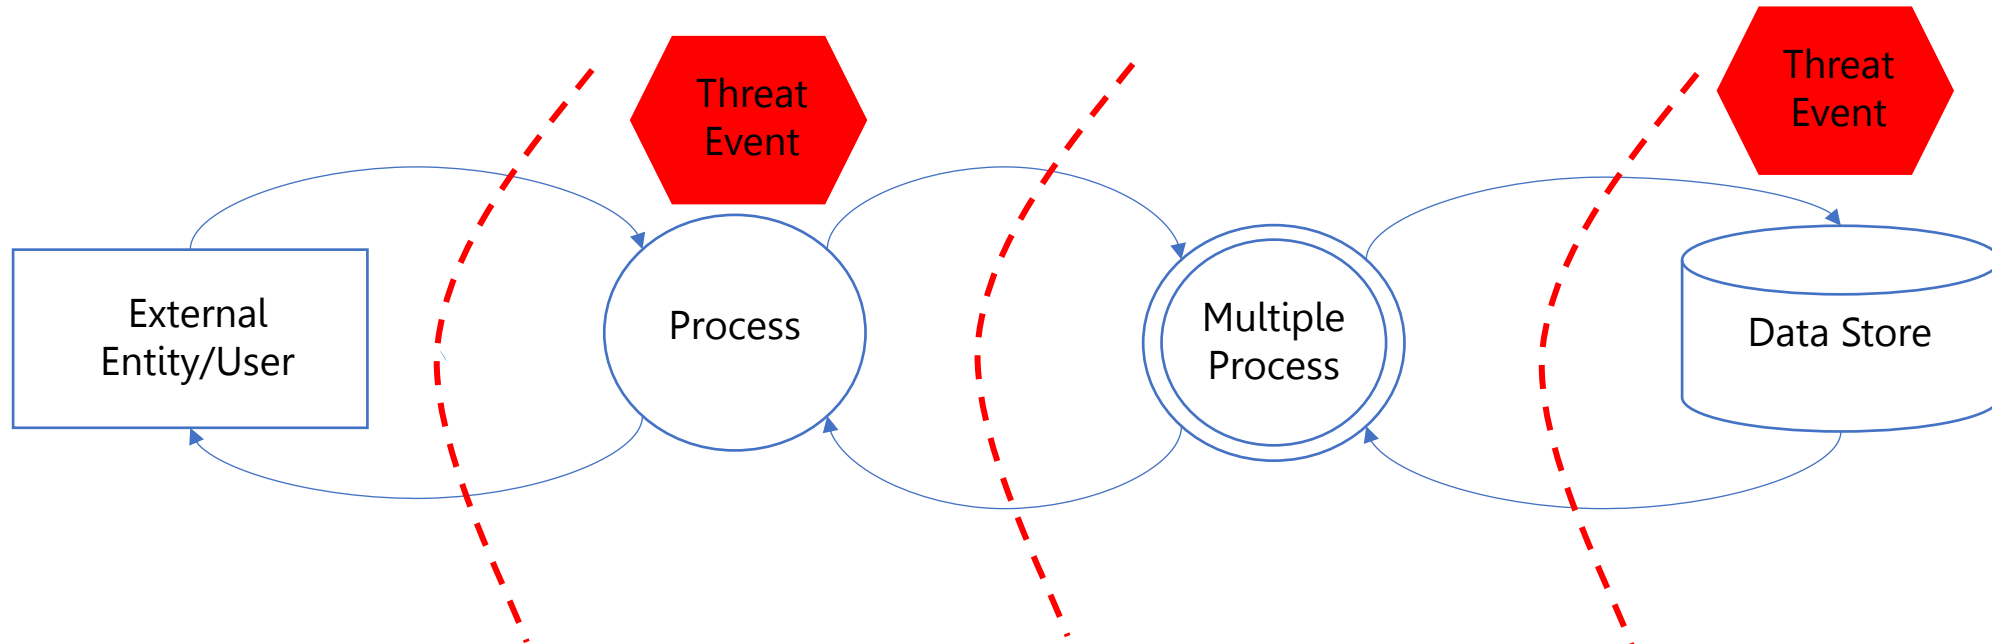 Threat
Event
Threat
Event
External
Entity/User
Process
Multiple
Process
Data Store